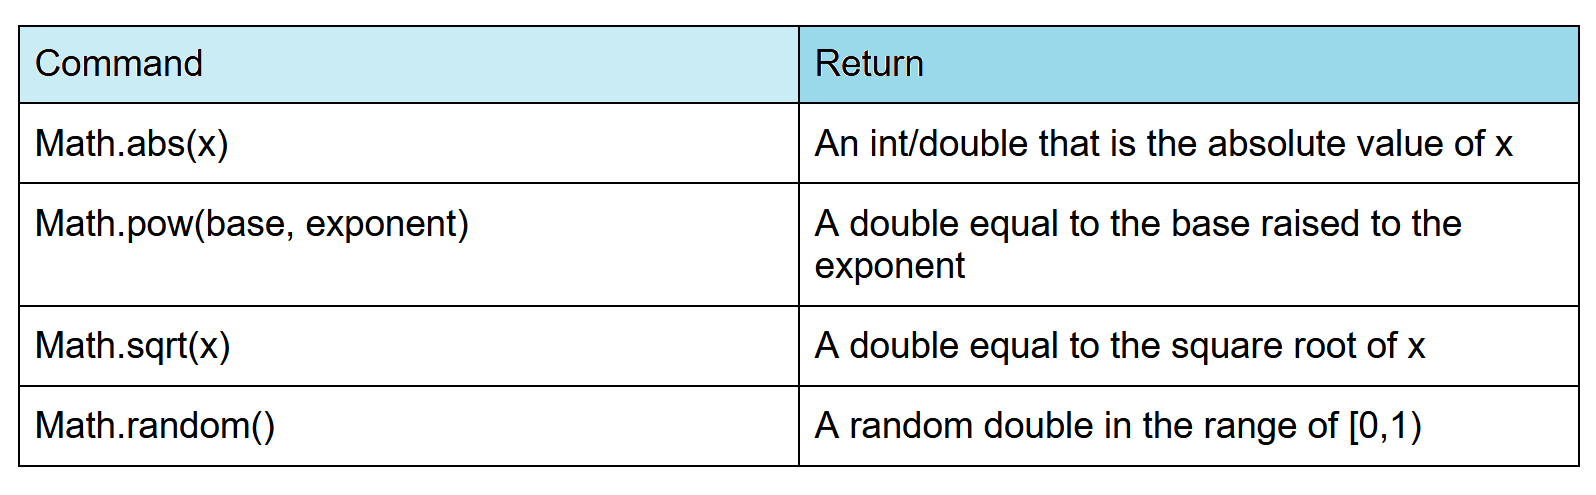 Command
Return
Math.abs(x)
An int/double that is the absolute value of x
Math.pow(base, exponent)
A double equal to the base raised to the
exponent
Math.sqrt(x)
A double equal to the square root of x
Math.random()
A random double in the range of [0,1)